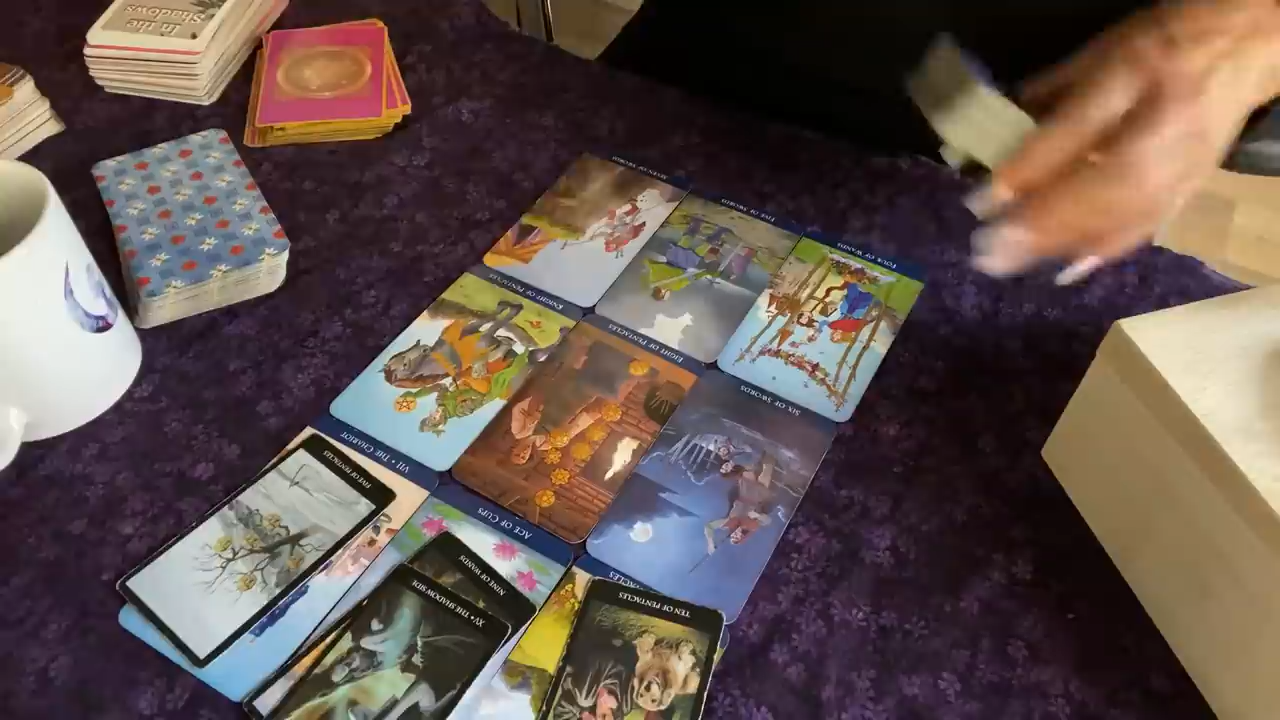 In the
Shadows
SEVEN OF SWORDS
FIVE OF SWORDS
FOUR OF WANDS
KNIGHT OF PENTACLES
EIGHT OF PENTACLES
SIX OF SWORDS
VII • THE CHARIOT
FIVE OF PENTACLES
ACE OF CUPS
NINE OF WANDS
XV • THE SHADOW SIDE
TEN OF PENTACLES